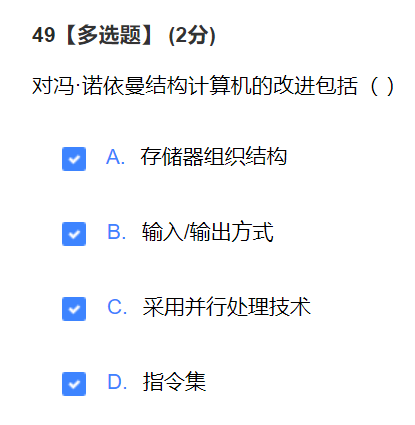 49【多选题】 (2分)
对冯·诺依曼结构计算机的改进包括（ ）
A. 存储器组织结构
B. 输入/输出方式
C. 采用并行处理技术
D. 指令集